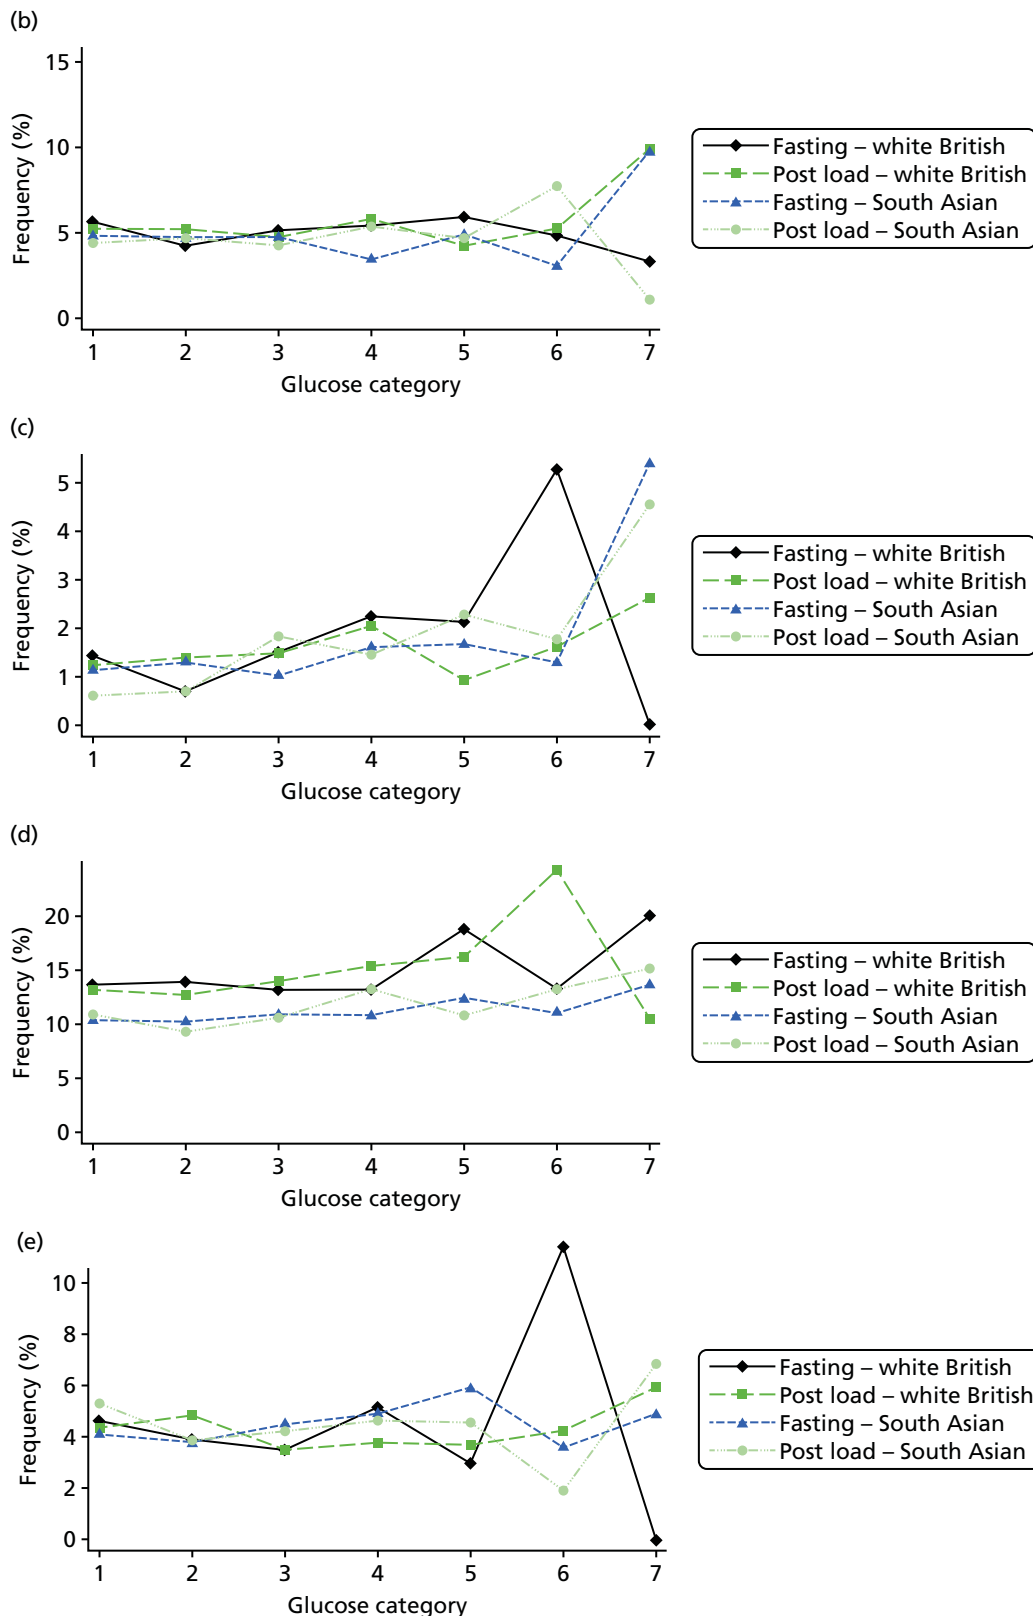 (b)
15
10
5
0
Frequency (%)
1 2 3 4 5 6 7
Glucose category
Fasting – white British
Post load – white British
Fasting – South Asian
Post load – South Asian
(c)
5
4
3
2
1
0
Frequency (%)
1 2 3 4 5 6 7
Glucose category
Fasting – white British
Post load – white British
Fasting – South Asian
Post load – South Asian
(d)
20
15
10
5
0
Frequency (%)
1 2 3 4 5 6 7
Glucose category
Fasting – white British
Post load – white British
Fasting – South Asian
Post load – South Asian
(e)
10
8
6
4
2
0
Frequency (%)
1 2 3 4 5 6 7
Glucose category
Fasting – white British
Post load – white British
Fasting – South Asian
Post load – South Asian